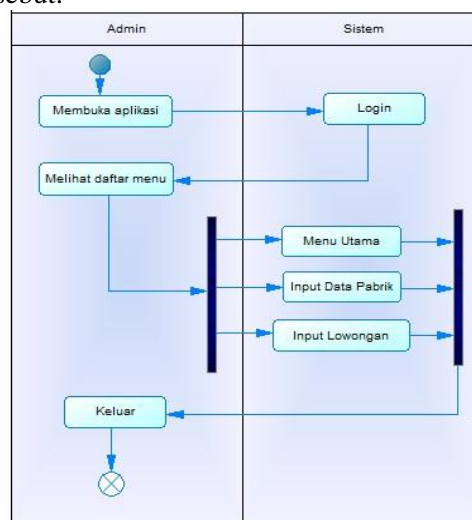 Admin
Sistem
Membuka aplikasi
Login
Melihat daftar menu
Menu Utama
Input Data Pabrik
Input Lowongan
Keluar